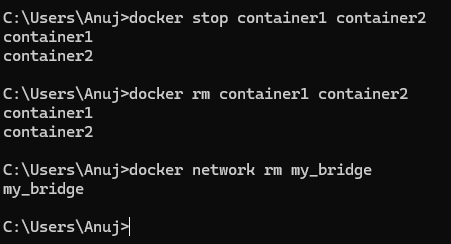 C:\Users\Anuj>docker stop container1 container2
container1
container2
C:\Users\Anuj>docker rm container1 container2
container1
container2
C:\Users\Anuj>docker network rm my_bridge
my_bridge
C:\Users\Anuj>